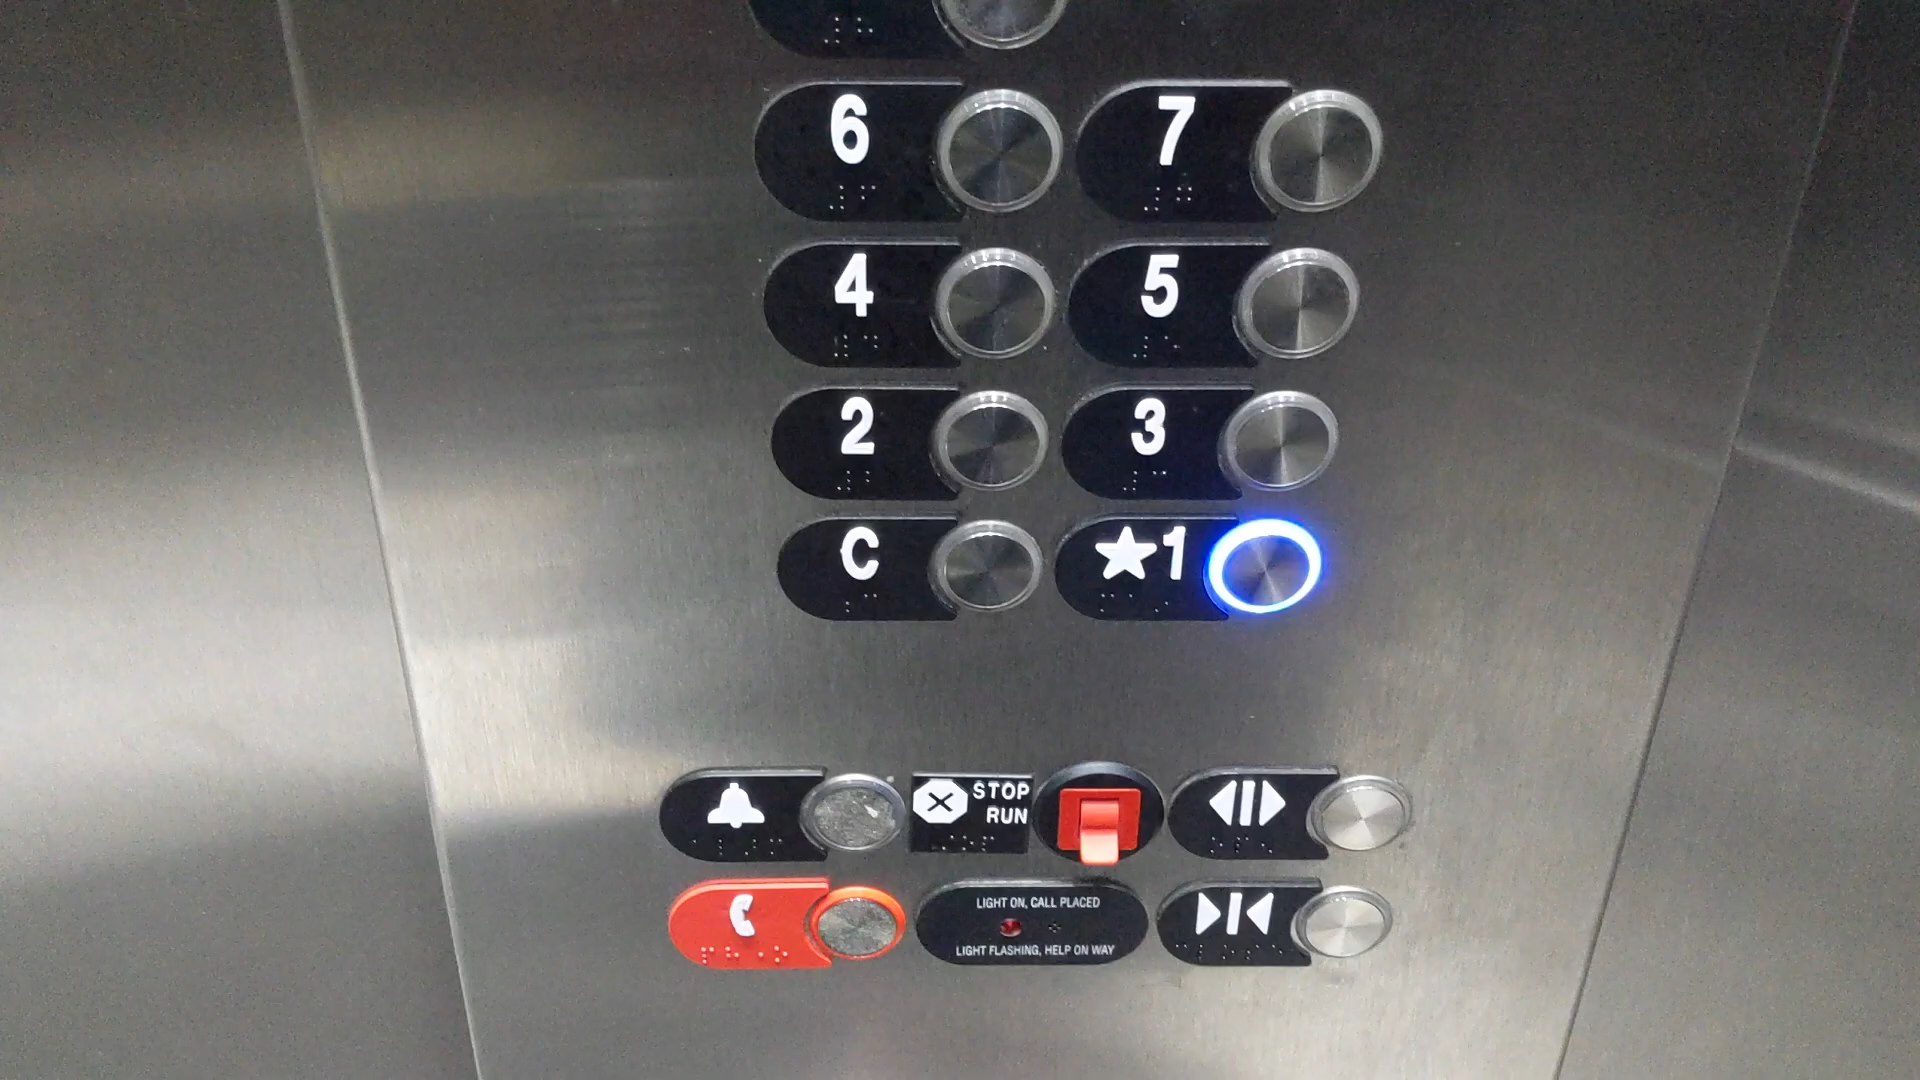 6 7
4 5
2 3
C ★1
STOP
RUN
LIGHT ON, CALL PLACED
LIGHT FLASHING, HELP ON WAY